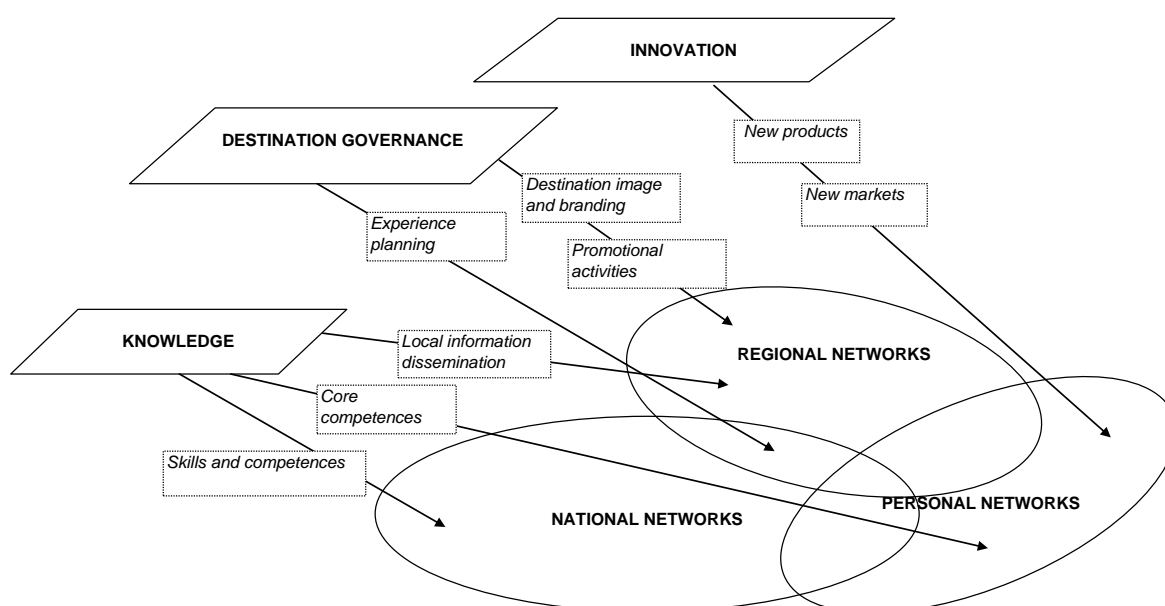 INNOVATION
New products
DESTINATION GOVERNANCE
Destination image
and branding
New markets
Experience
planning
Promotional
activities
KNOWLEDGE
Local information
dissemination
REGIONAL NETWORKS
Core
competences
Skills and competences
PERSONAL NETWORKS
NATIONAL NETWORKS